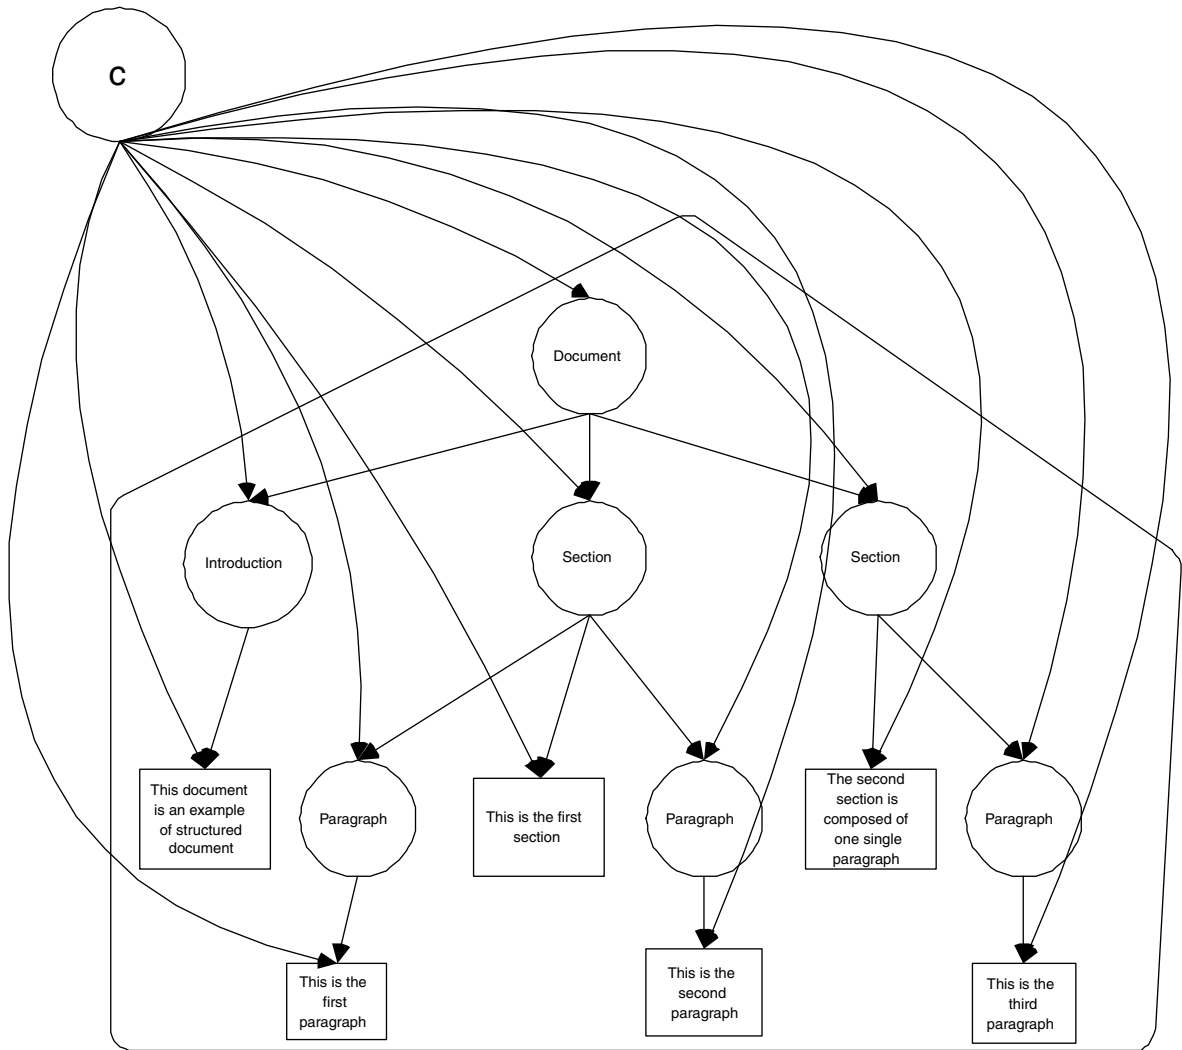 C
Document
Introduction
Section
Section
This document
is an example
of structured
document
Paragraph
This is the first
section
Paragraph
The second
section is
composed of
one single
paragraph
Paragraph
This is the
first
paragraph
This is the
second
paragraph
This is the
third
paragraph